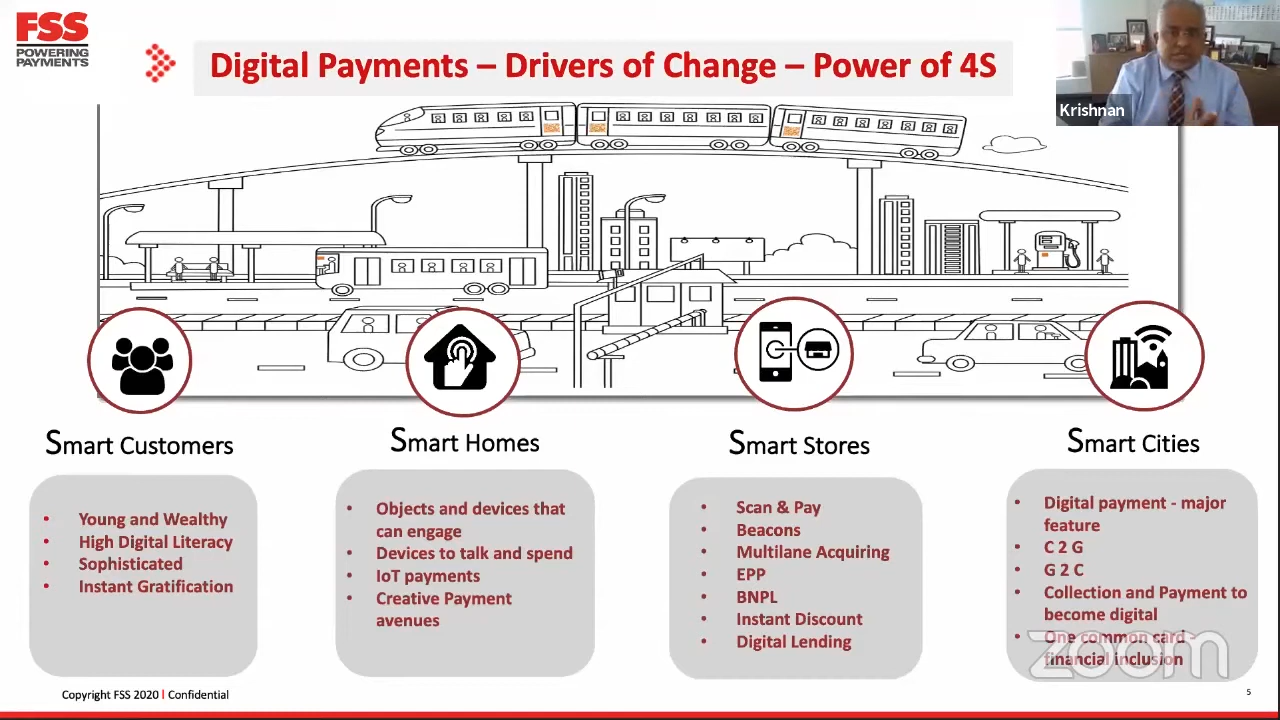 FSS
POWERING
PAYMENTS
Digital Payments – Drivers of Change – Power of 4S
Krishnan
Smart Customers
• Young and Wealthy
• High Digital Literacy
• Sophisticated
• Instant Gratification
Smart Homes
• Objects and devices that
can engage
• Devices to talk and spend
• IoT payments
• Creative Payment
avenues
Smart Stores
• Scan & Pay
• Beacons
• Multilane Acquiring
• EPP
• BNPL
• Instant Discount
• Digital Lending
Smart Cities
• Digital payment - major
feature
• C 2 G
• G 2 C
• Collection and Payment to
become digital
• One common card -
financial inclusion
zoom
Copyright FSS 2020 I Confidential
5